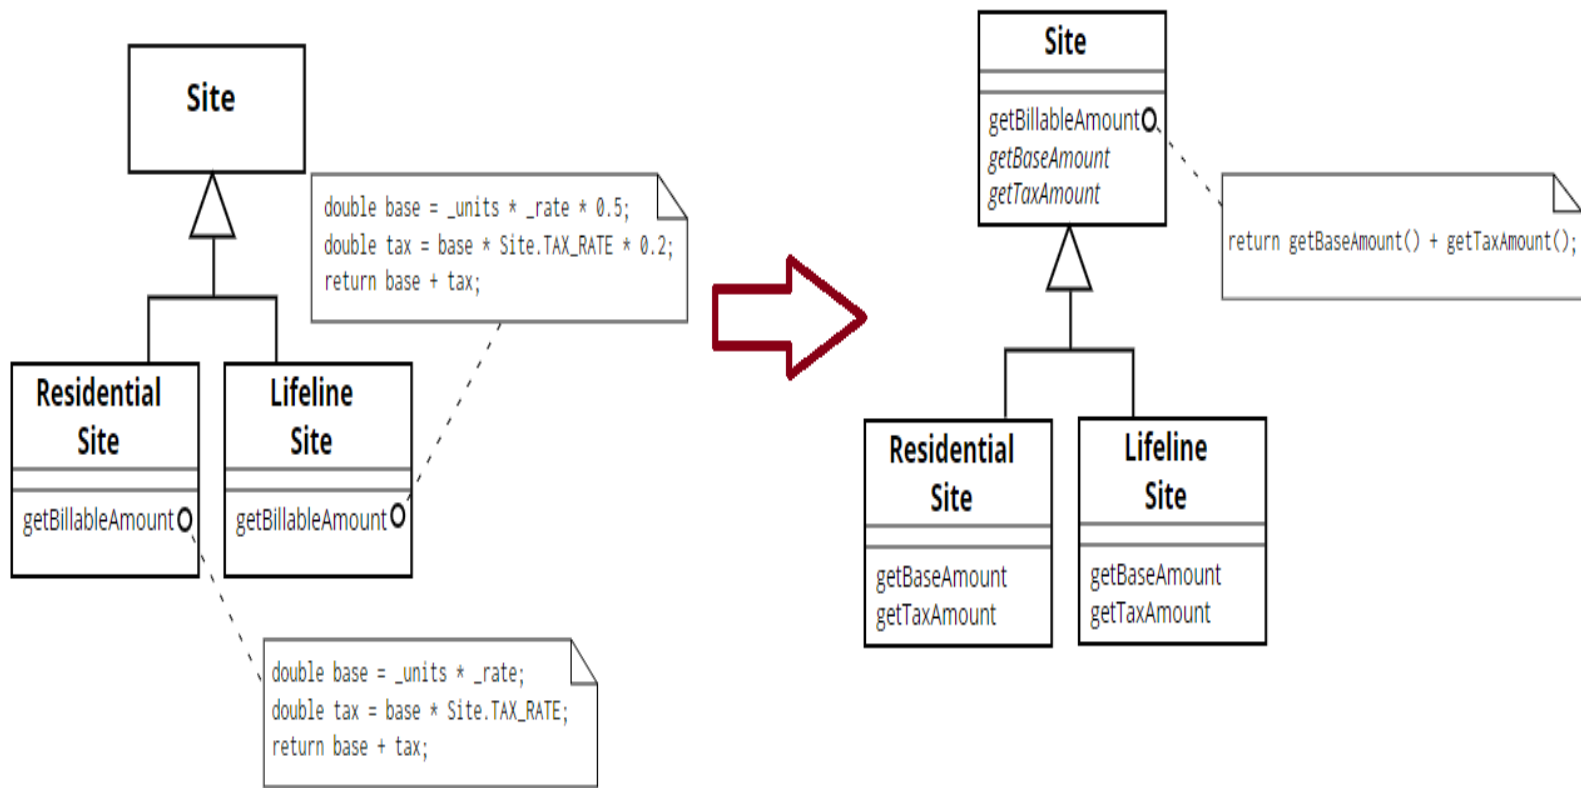 Site
double base = _units * _rate * 0.5;
double tax = base * Site.TAX_RATE * 0.2;
return base + tax;
Residential
Site
getBillableAmount
Lifeline
Site
getBillableAmount
double base = _units * _rate;
double tax = base * Site.TAX_RATE;
return base + tax;
Site
getBillableAmount
getBaseAmount
getTaxAmount
return getBaseAmount() + getTaxAmount();
Residential
Site
getBaseAmount
getTaxAmount
Lifeline
Site
getBaseAmount
getTaxAmount